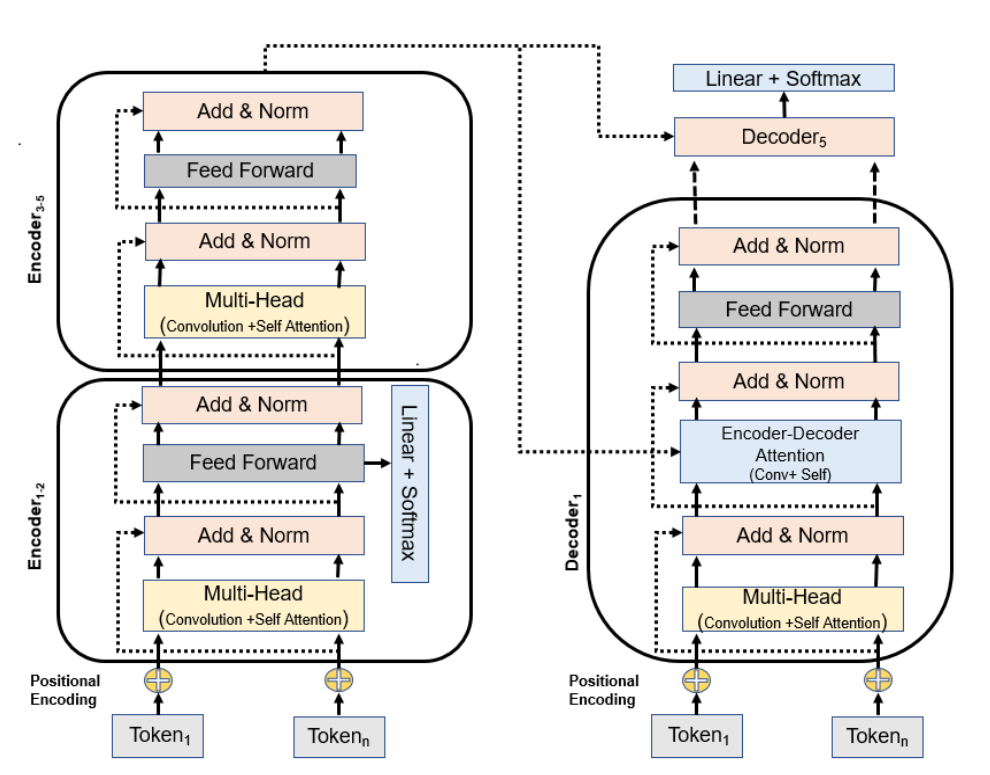 Add & Norm
Feed Forward
Add & Norm
Multi-Head
(Convolution +Self Attention)
Encoder3-5
Add & Norm
Feed Forward
Linear + Softmax
Add & Norm
Multi-Head
(Convolution +Self Attention)
Encoder1-2
Positional
Encoding
Token1
Tokenn
Linear + Softmax
Decoder5
Add & Norm
Feed Forward
Add & Norm
Encoder-Decoder
Attention
(Conv+ Self)
Add & Norm
Multi-Head
(Convolution +Self Attention)
Decoder1
Positional
Encoding
Token1
Tokenn